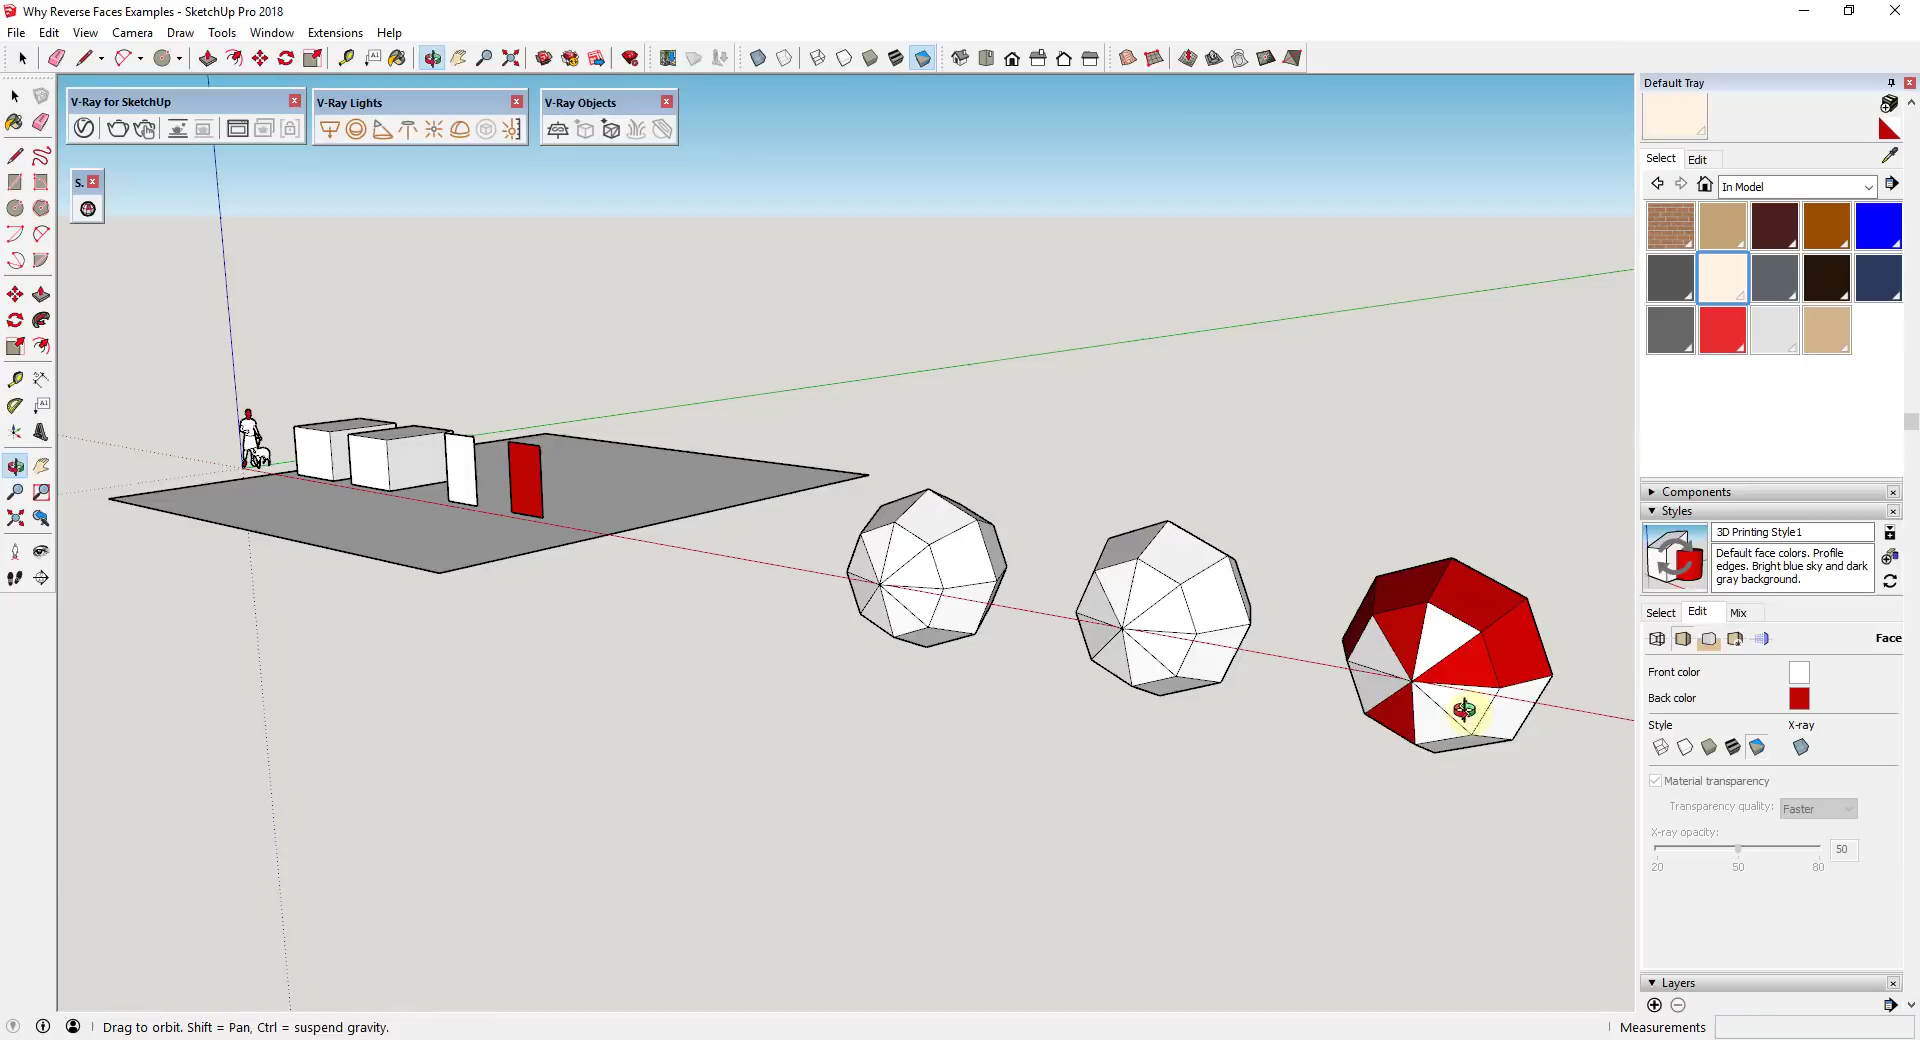 Why Reverse Faces Examples - SketchUp Pro 2018
File Edit View Camera Draw Tools Window Extensions Help
Default Tray
V-Ray for SketchUp
V-Ray Lights
V-Ray Objects
S.
Select Edit
In Model
Components
Styles
3D Printing Style1
Default face colors. Profile
edges. Bright blue sky and dark
gray background.
Select Edit Mix
Face
Front color
Back color
Style X-ray
Material transparency
Transparency quality: Faster
X-ray opacity:
50
20 50 80
Layers
Drag to orbit. Shift = Pan, Ctrl = suspend gravity.
Measurements